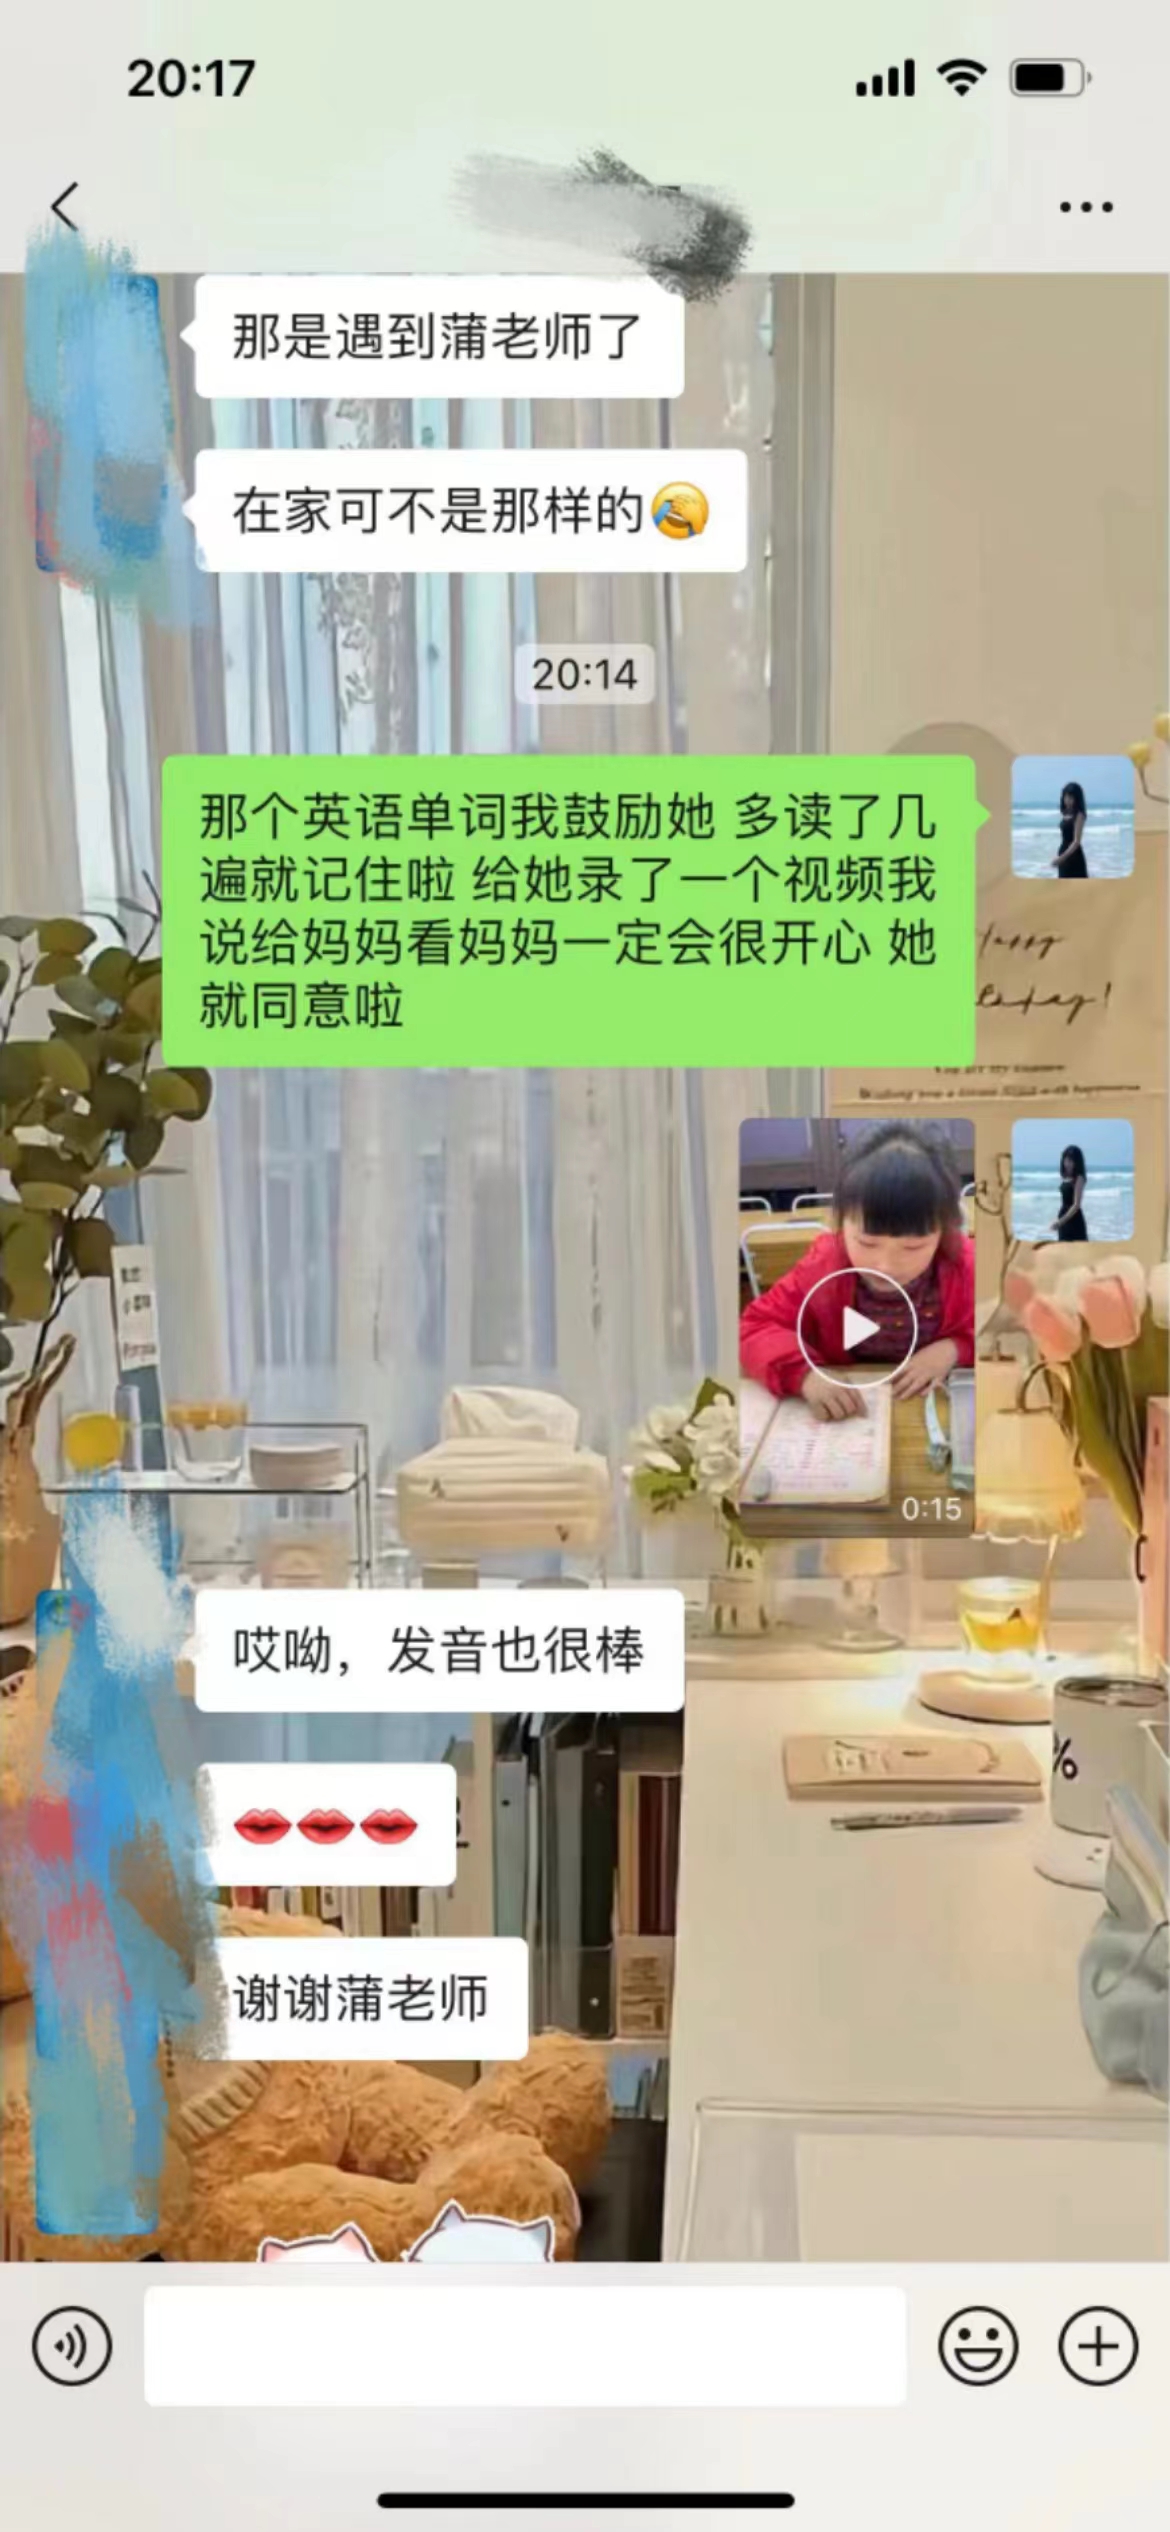 20:17
那是遇到蒲老师了
在家可不是那样的🤣
20:14
那个英语单词我鼓励她 多读了几
遍就记住啦 给她录了一个视频我
说给妈妈看妈妈一定会很开心 她
就同意啦
Happy
0:15
哎呦，发音也很棒
💋💋💋
谢谢蒲老师
%